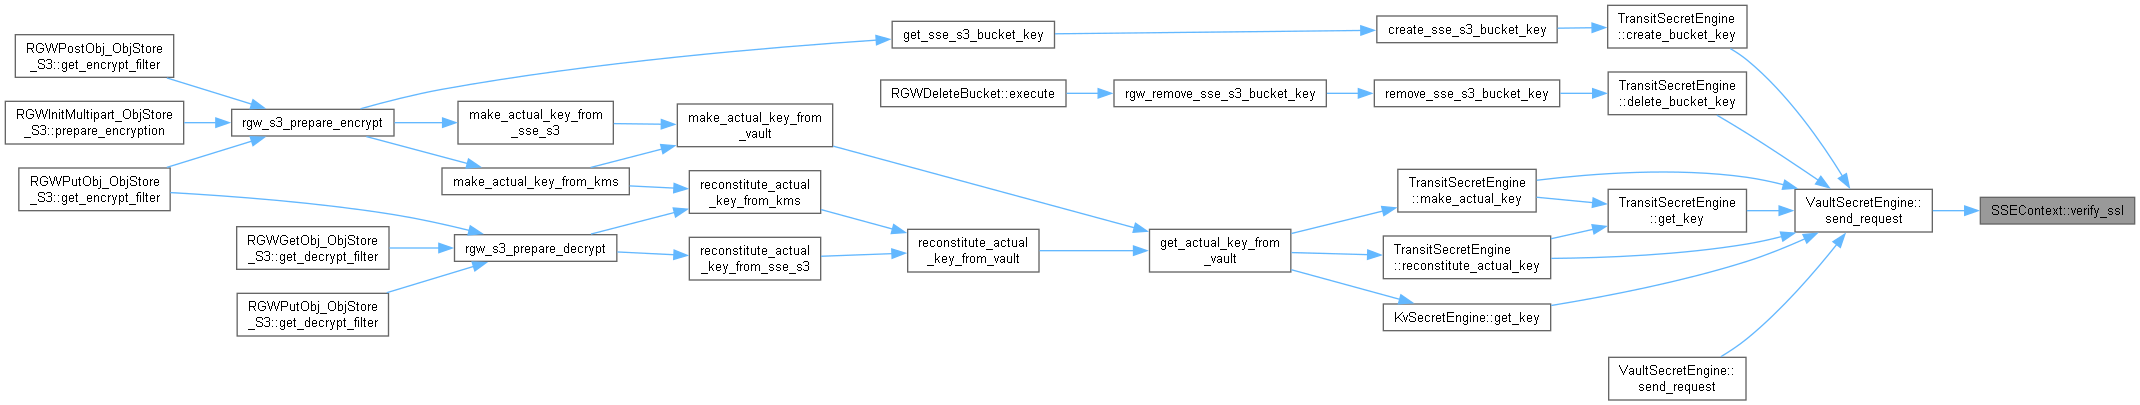 RGWPostObj_ObjStore
_S3::get_encrypt_filter
RGWInitMultipart_ObjStore
_S3::prepare_encryption
RGWPutObj_ObjStore
_S3::get_encrypt_filter
RGWGetObj_ObjStore
_S3::get_decrypt_filter
RGWPutObj_ObjStore
_S3::get_decrypt_filter
rgw_s3_prepare_encrypt
rgw_s3_prepare_decrypt
make_actual_key_from
_sse_s3
make_actual_key_from_kms
make_actual_key_from
_vault
reconstitute_actual
_key_from_kms
reconstitute_actual
_key_from_sse_s3
get_sse_s3_bucket_key
RGWDeleteBucket::execute
reconstitute_actual
_key_from_vault
rgw_remove_sse_s3_bucket_key
get_actual_key_from
_vault
create_sse_s3_bucket_key
remove_sse_s3_bucket_key
TransitSecretEngine
::make_actual_key
TransitSecretEngine
::reconstitute_actual_key
KvSecretEngine::get_key
TransitSecretEngine
::create_bucket_key
TransitSecretEngine
::delete_bucket_key
TransitSecretEngine
::get_key
VaultSecretEngine::
send_request
VaultSecretEngine::
send_request
SSEContext::verify_ssl